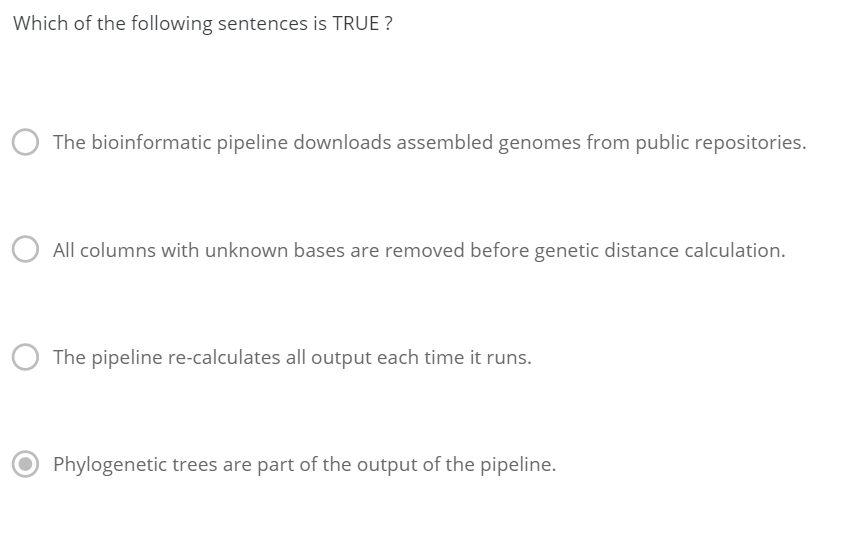 Which of the following sentences is TRUE ?
The bioinformatic pipeline downloads assembled genomes from public repositories.
All columns with unknown bases are removed before genetic distance calculation.
The pipeline re-calculates all output each time it runs.
Phylogenetic trees are part of the output of the pipeline.